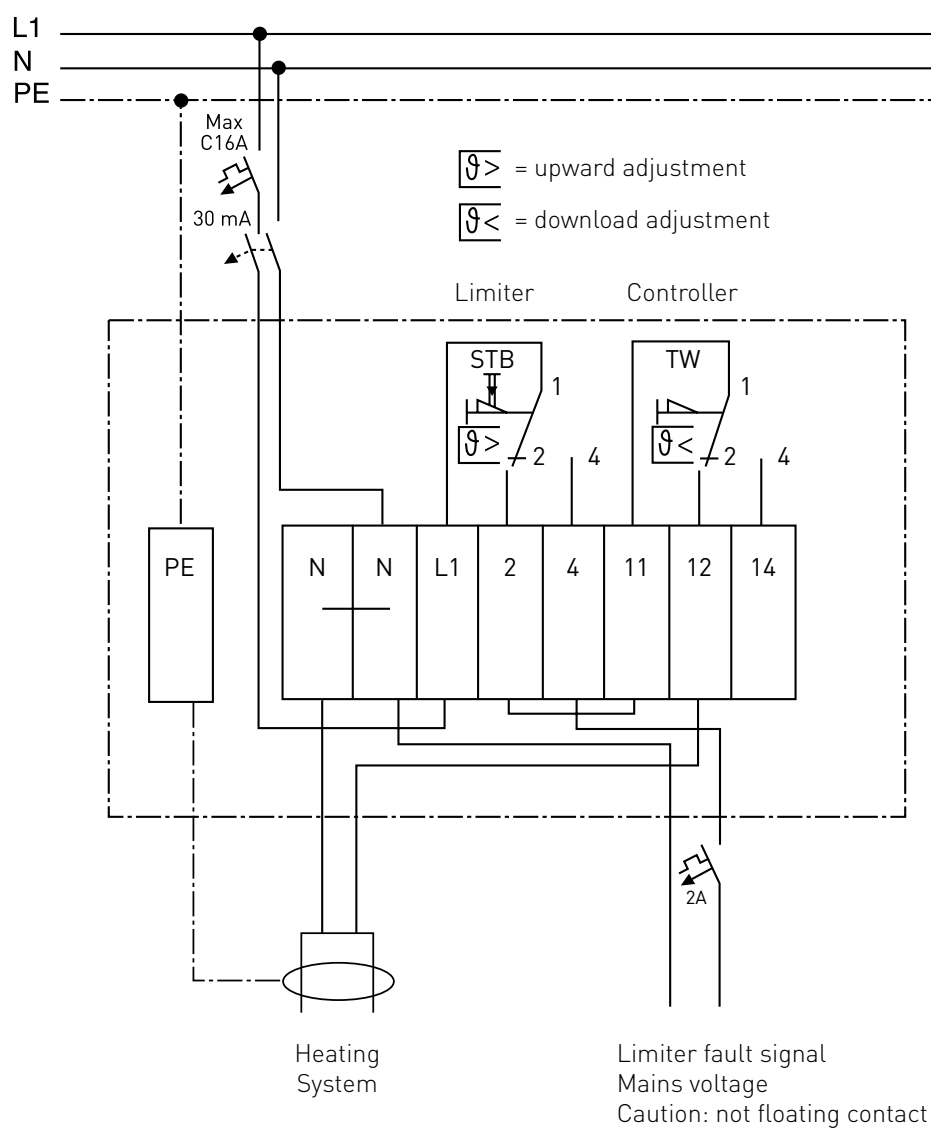 L1
N
PE
Max
C16A
30 mA
ϑ> = upward adjustment
ϑ< = download adjustment
Limiter
Controller
STB
1
ϑ>
2
4
TW
1
ϑ<
2
4
PE
N
N
L1
2
4
11
12
14
2A
Heating
System
Limiter fault signal
Mains voltage
Caution: not floating contact